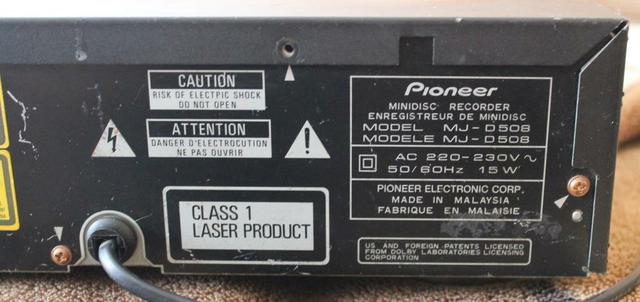 CAUTION
RISK OF ELECTRIC SHOCK
DO NOT OPEN
ATTENTION
DANGER D'ELECTROCUTION
NE PAS OUVRIR
CLASS 1
LASER PRODUCT
Pioneer
MINIDISC RECORDER
ENREGISTREUR DE MINIDISC
MODEL MJ-D508
MODELE MJ-D508
AC 220-230V~
50/60Hz 15W
PIONEER ELECTRONIC CORP.
MADE IN MALAYSIA
FABRIQUE EN MALAISIE
US AND FOREIGN PATENTS LICENSED
FROM DOLBY LABORATORIES LICENSING
CORPORATION